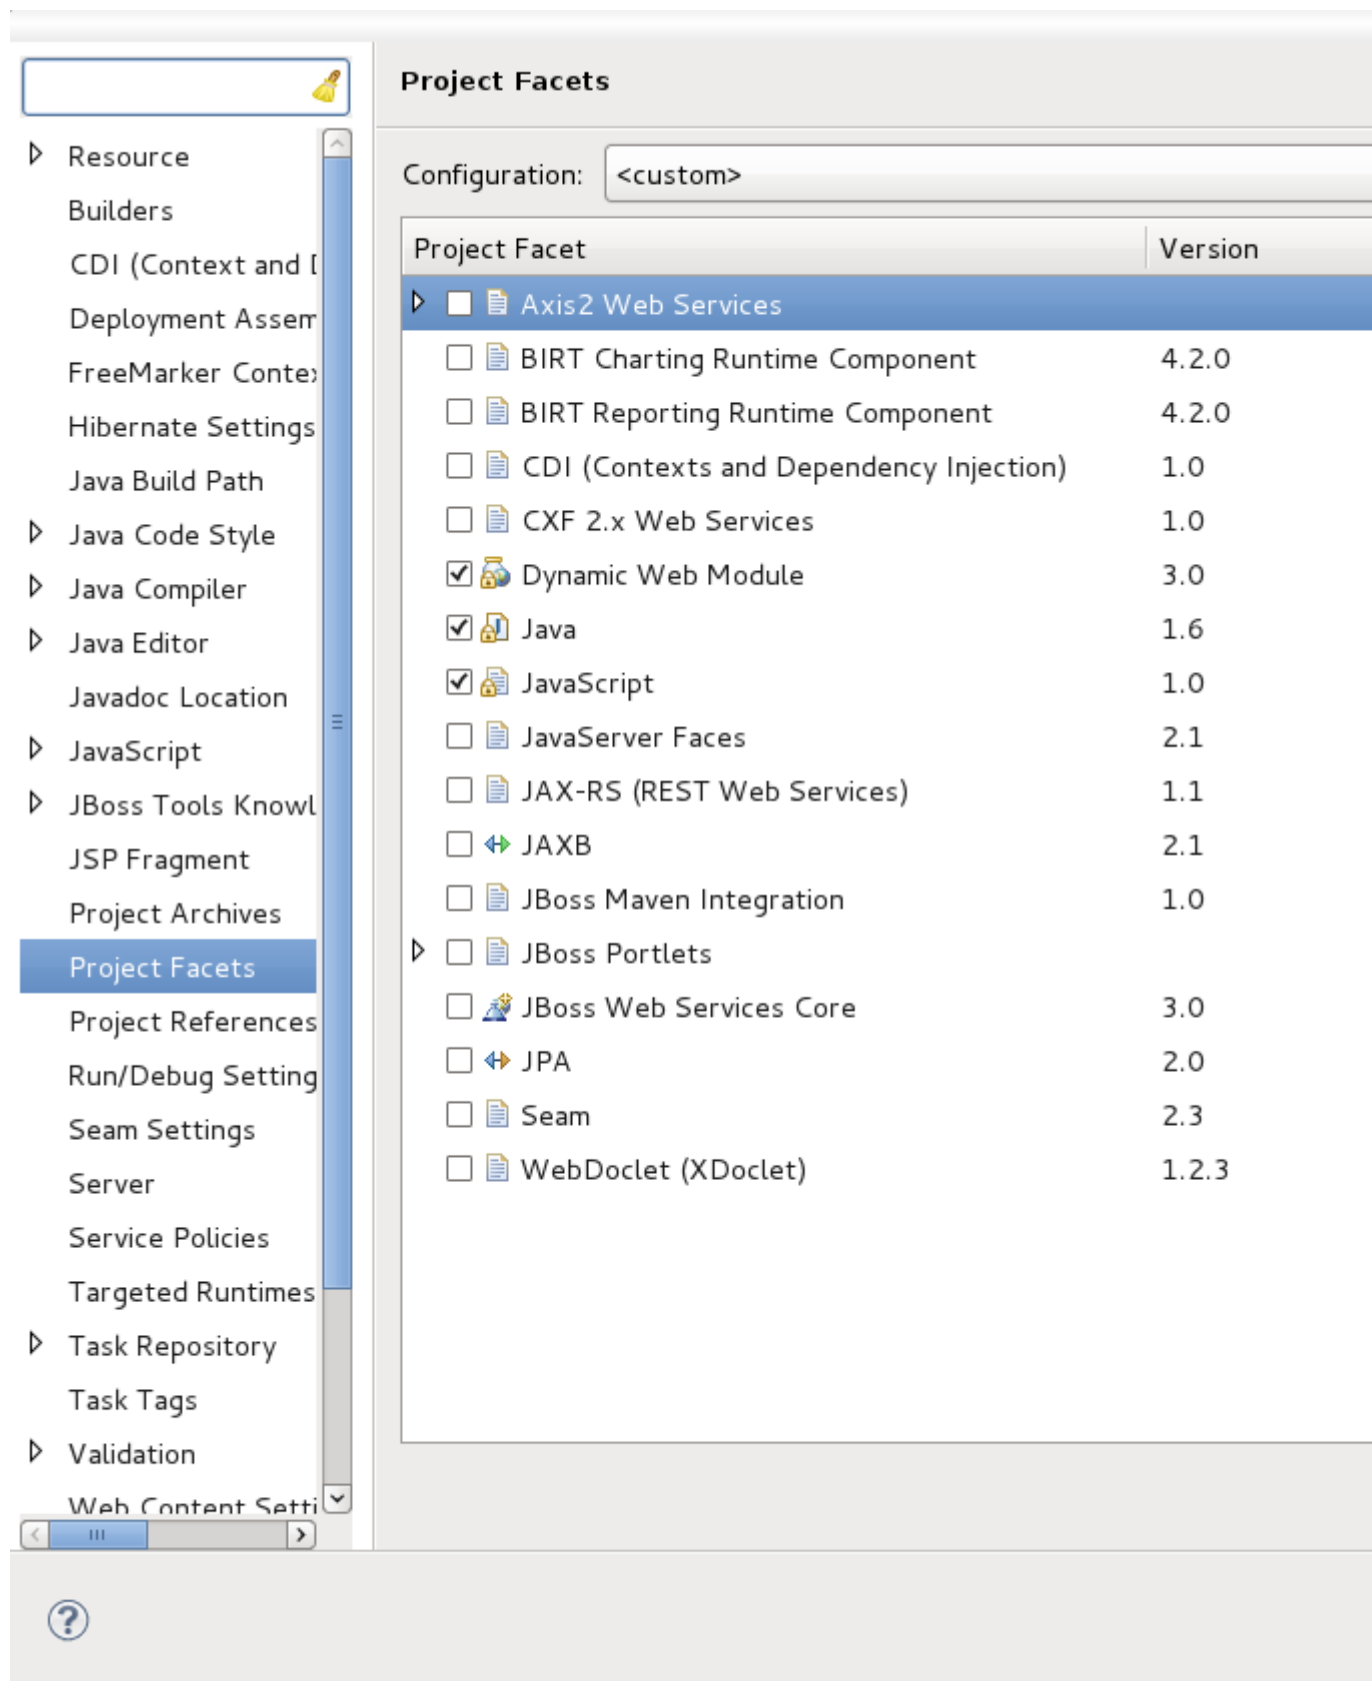 Project Facets
Resource
Builders
CDI (Context and
Deployment Assem
FreeMarker Contex
Hibernate Settings
Java Build Path
Java Code Style
Java Compiler
Java Editor
Javadoc Location
JavaScript
JBoss Tools Knowl
JSP Fragment
Project Archives
Project Facets
Project References
Run/Debug Setting
Seam Settings
Server
Service Policies
Targeted Runtimes
Task Repository
Task Tags
Validation
Web Content Setti
Configuration: <custom>
Project Facet Version
Axis2 Web Services
BIRT Charting Runtime Component 4.2.0
BIRT Reporting Runtime Component 4.2.0
CDI (Contexts and Dependency Injection) 1.0
CXF 2.x Web Services 1.0
Dynamic Web Module 3.0
Java 1.6
JavaScript 1.0
JavaServer Faces 2.1
JAX-RS (REST Web Services) 1.1
JAXB 2.1
JBoss Maven Integration 1.0
JBoss Portlets
JBoss Web Services Core 3.0
JPA 2.0
Seam 2.3
WebDoclet (XDoclet) 1.2.3